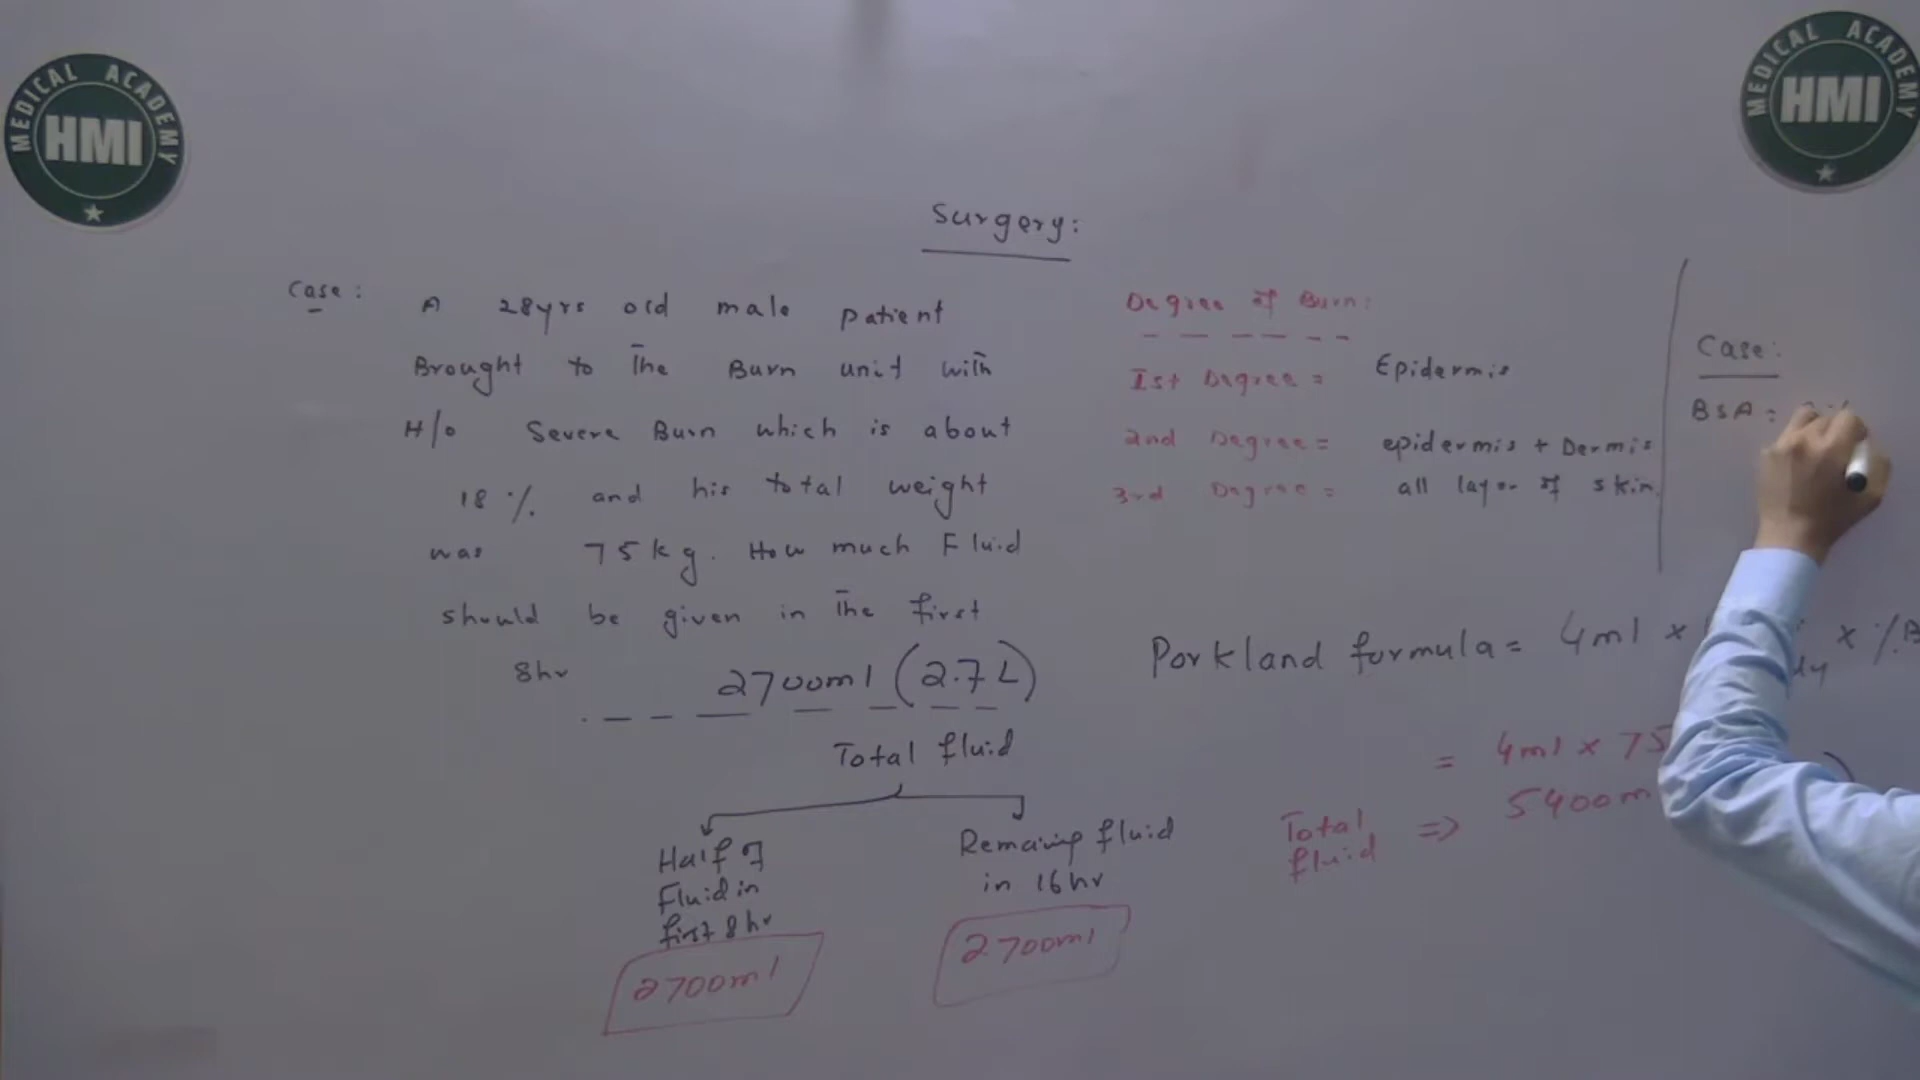 MEDICAL ACADEMY
HMI
MEDICAL ACADEMY
HMI
Surgery:
Case: A 28yrs old male patient
Brought to The Burn unit with
H/o Severe Burn which is about
18 % and his total weight
was 75kg. How much Fluid
should be given in The first
8hr 2700ml (2.7L)
Total fluid
Half of
Fluid in
first 8hr
2700ml
Remaing fluid
in 16hr
2700ml
Degree of Burn:
Ist Degree = Epidermis
2nd Degree = epidermis + Dermis
3rd Degree = all layer of skin
Case:
BSA =
Porkland formula = 4ml × × %B
= 4ml × 75
Total
fluid => 5400m